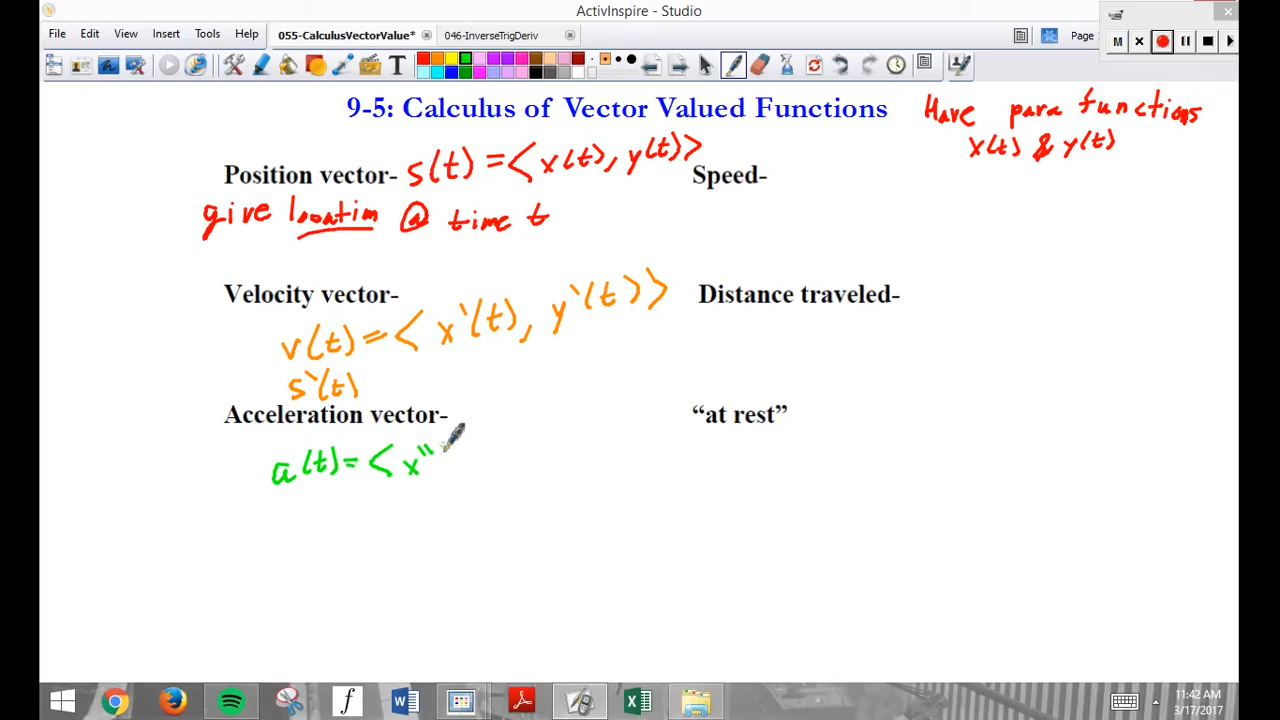 ActivInspire - Studio
File Edit View Insert Tools Help 055-CalculusVectorValue* 046-InverseTrigDeriv Page
M
9-5: Calculus of Vector Valued Functions
Have para functions
x(t) & y(t)
Position vector- s(t) = <x(t), y(t)>
give location @ time t
Speed-
Velocity vector-
v(t) = < x'(t), y'(t)>
s'(t)
Distance traveled-
Acceleration vector-
a(t) = < x''
"at rest"
11:42 AM
3/17/2017